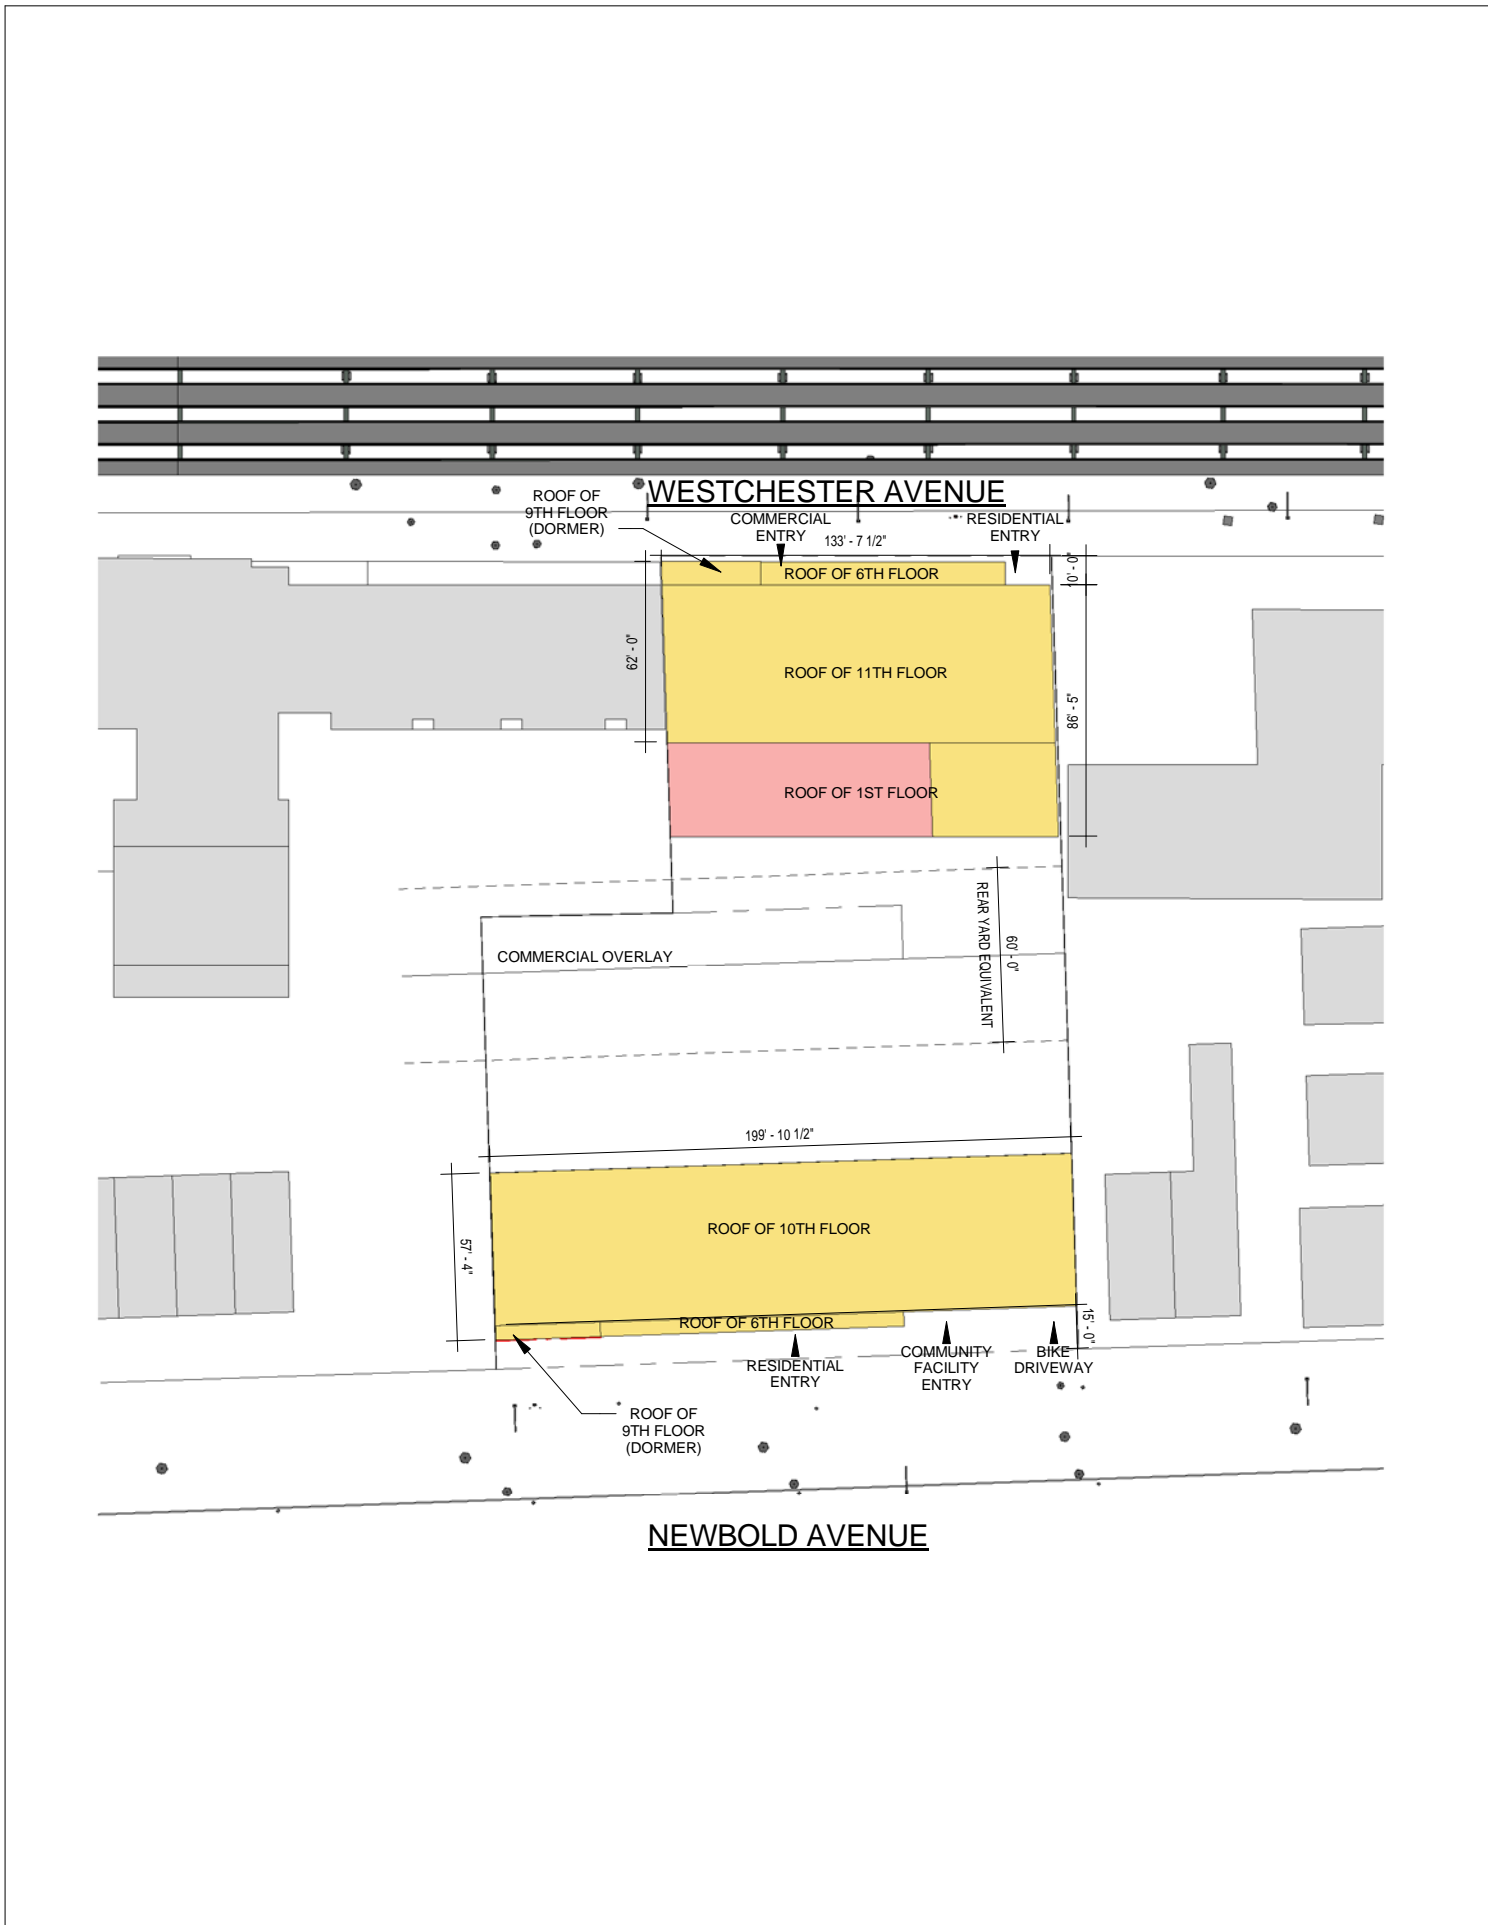 WESTCHESTER AVENUE
ROOF OF
9TH FLOOR
(DORMER)
COMMERCIAL
ENTRY
RESIDENTIAL
ENTRY
133' - 7 1/2"
10' - 0"
ROOF OF 6TH FLOOR
62' - 0"
ROOF OF 11TH FLOOR
86' - 5"
ROOF OF 1ST FLOOR
REAR YARD EQUIVALENT
60' - 0"
COMMERCIAL OVERLAY
199' - 10 1/2"
57' - 4"
ROOF OF 10TH FLOOR
ROOF OF 6TH FLOOR
15' - 0"
RESIDENTIAL
ENTRY
COMMUNITY
FACILITY
ENTRY
BIKE
DRIVEWAY
ROOF OF
9TH FLOOR
(DORMER)
NEWBOLD AVENUE